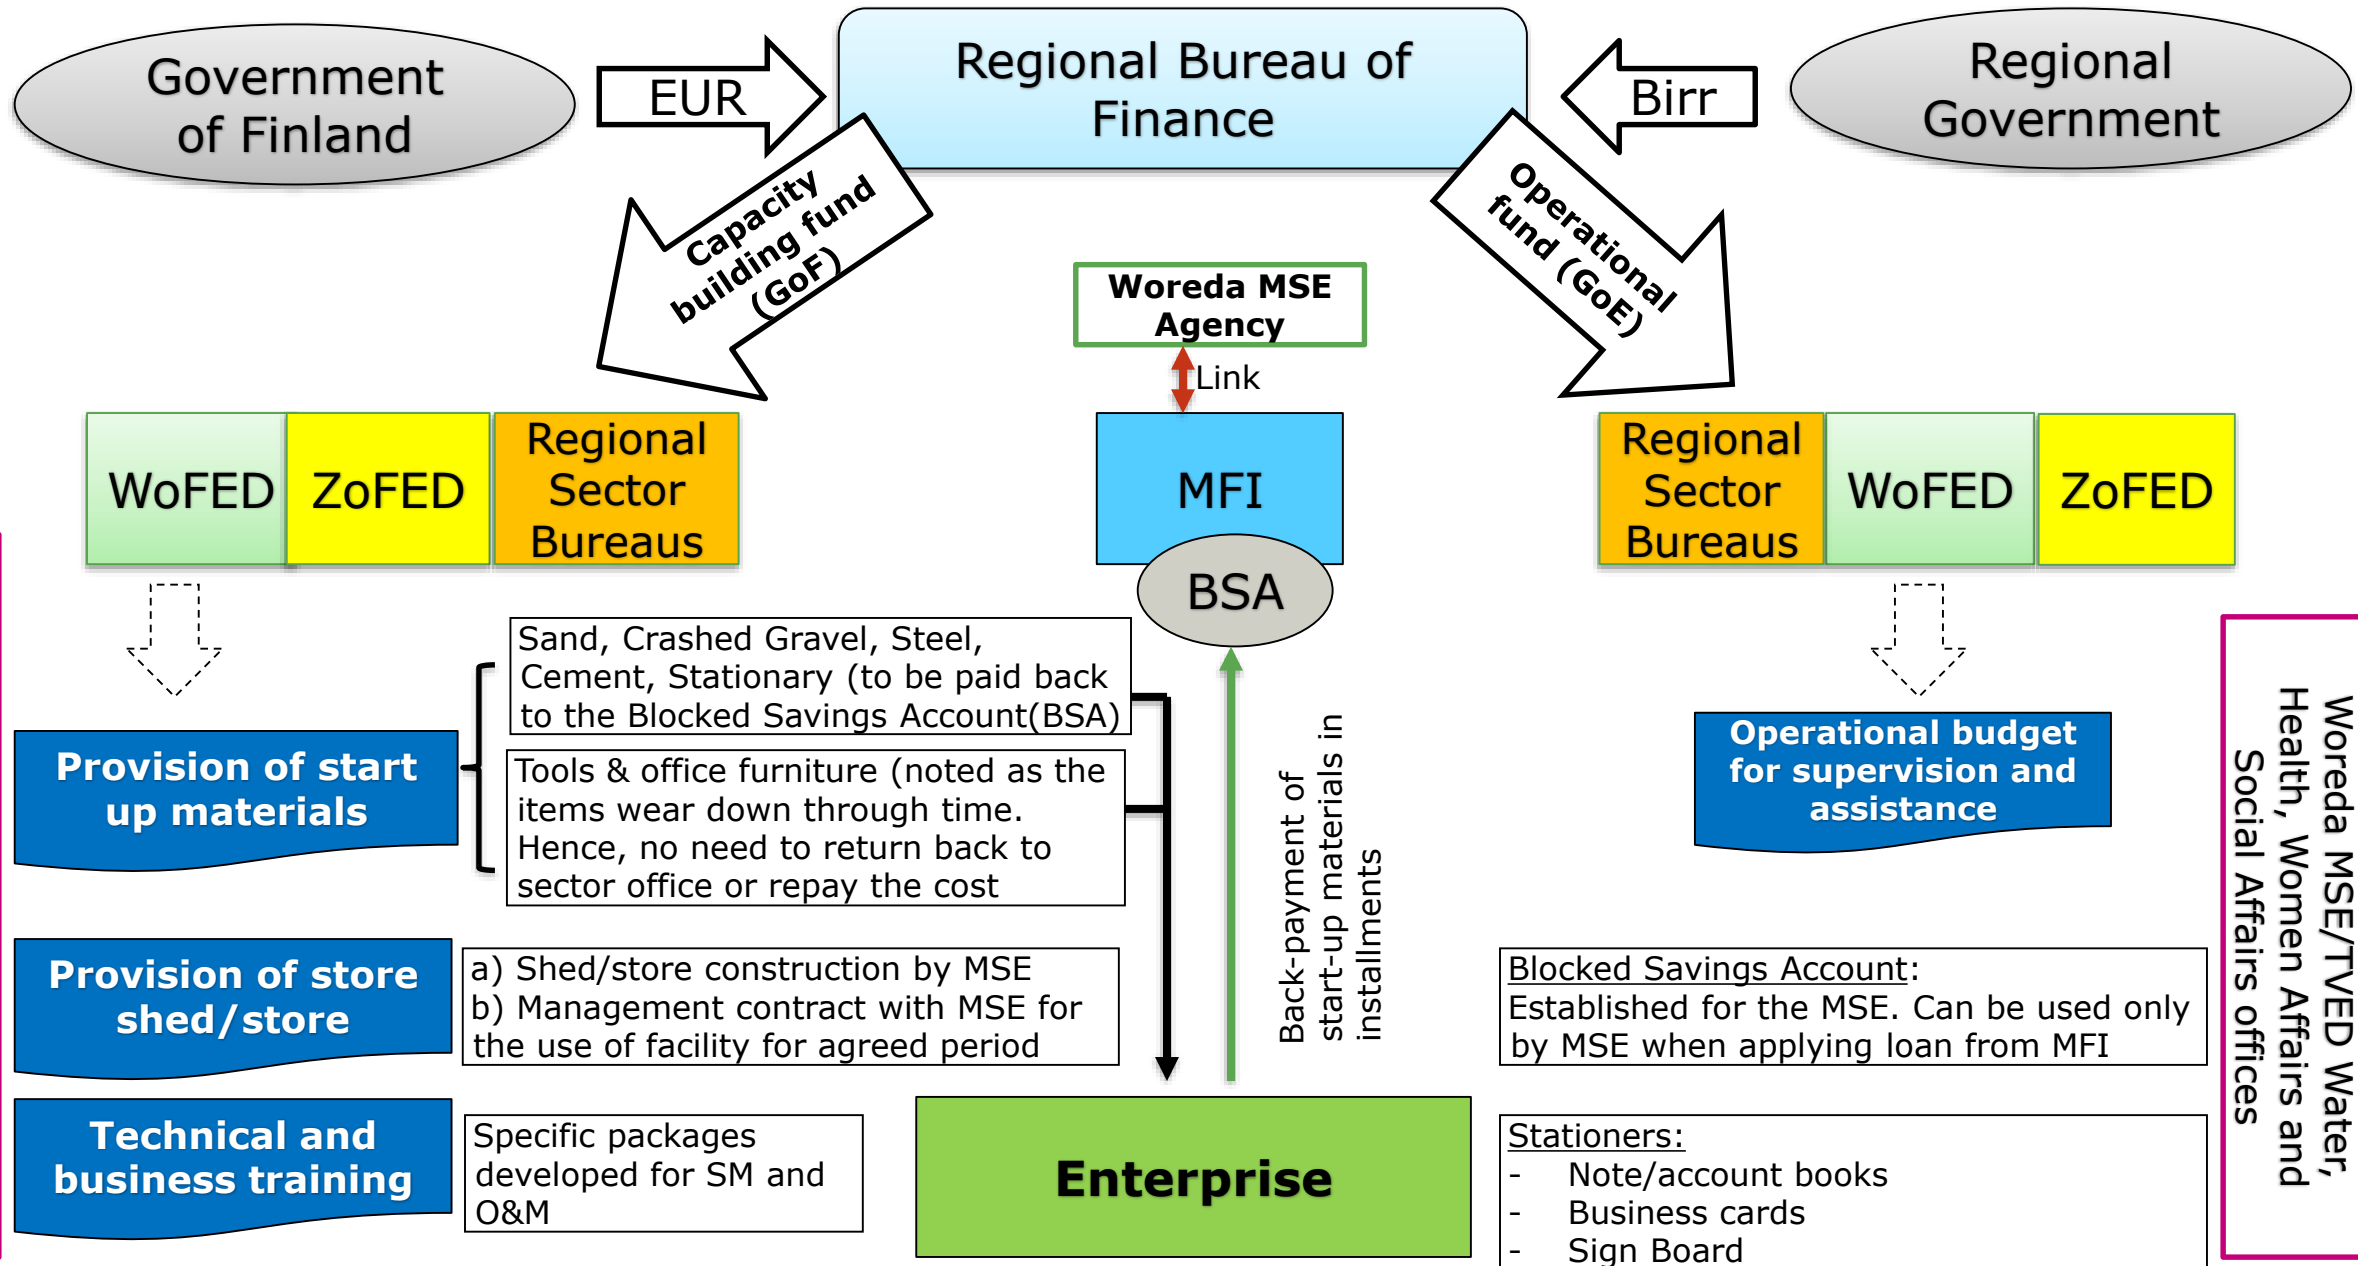 Government
of Finland
EUR
Regional Bureau of
Finance
Birr
Regional
Government
Capacity
building fund
(GoF)
Operational
fund (GoE)
Woreda MSE
Agency
Link
WoFED
ZoFED
Regional
Sector
Bureaus
MFI
BSA
Regional
Sector
Bureaus
WoFED
ZoFED
Sand, Crashed Gravel, Steel,
Cement, Stationary (to be paid back
to the Blocked Savings Account(BSA)
Provision of start
up materials
Tools & office furniture (noted as the
items wear down through time.
Hence, no need to return back to
sector office or repay the cost
Back-payment of
start-up materials in
installments
Operational budget
for supervision and
assistance
Woreda MSE/TVED Water,
Health, Women Affairs and
Social Affairs offices
Provision of store
shed/store
a) Shed/store construction by MSE
b) Management contract with MSE for
the use of facility for agreed period
Blocked Savings Account:
Established for the MSE. Can be used only
by MSE when applying loan from MFI
Technical and
business training
Specific packages
developed for SM and
O&M
Enterprise
Stationers:
- Note/account books
- Business cards
- Sign Board